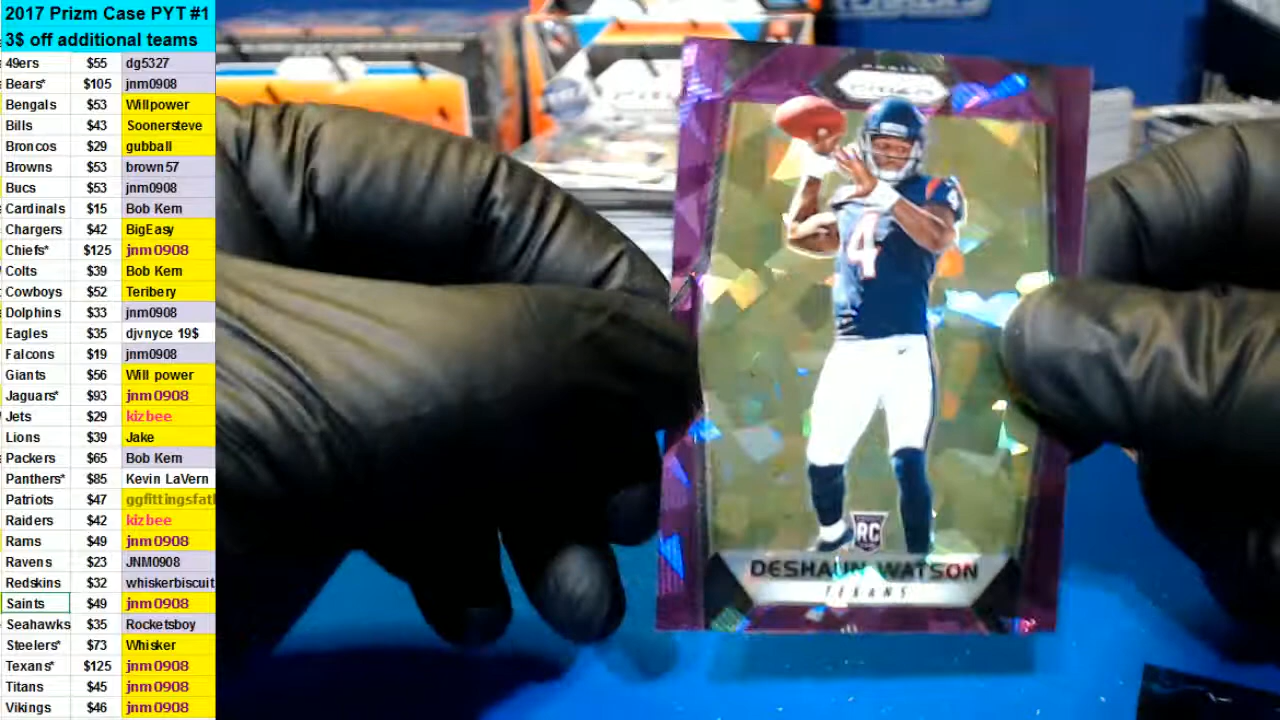 2017 Prizm Case PYT #1
3$ off additional teams
49ers $55 dg5327
Bears* $105 jnm0908
Bengals $53 Willpower
Bills $43 Soonersteve
Broncos $29 gubball
Browns $53 brown57
Bucs $53 jnm0908
Cardinals $15 Bob Kern
Chargers $42 BigEasy
Chiefs* $125 jnm0908
Colts $39 Bob Kern
Cowboys $52 Teribery
Dolphins $33 jnm0908
Eagles $35 djvnyce 19$
Falcons $19 jnm0908
Giants $56 Will power
Jaguars* $93 jnm0908
Jets $29 kizbee
Lions $39 Jake
Packers $65 Bob Kern
Panthers* $85 Kevin LaVern
Patriots $47 ggfittingsfatl
Raiders $42 kizbee
Rams $49 jnm0908
Ravens $23 JNM0908
Redskins $32 whiskerbiscuit
Saints $49 jnm0908
Seahawks $35 Rocketsboy
Steelers* $73 Whisker
Texans* $125 jnm0908
Titans $45 jnm0908
Vikings $46 jnm0908
PANINI
PRIZM
4
4
RC
DESHAUN WATSON
TEXANS